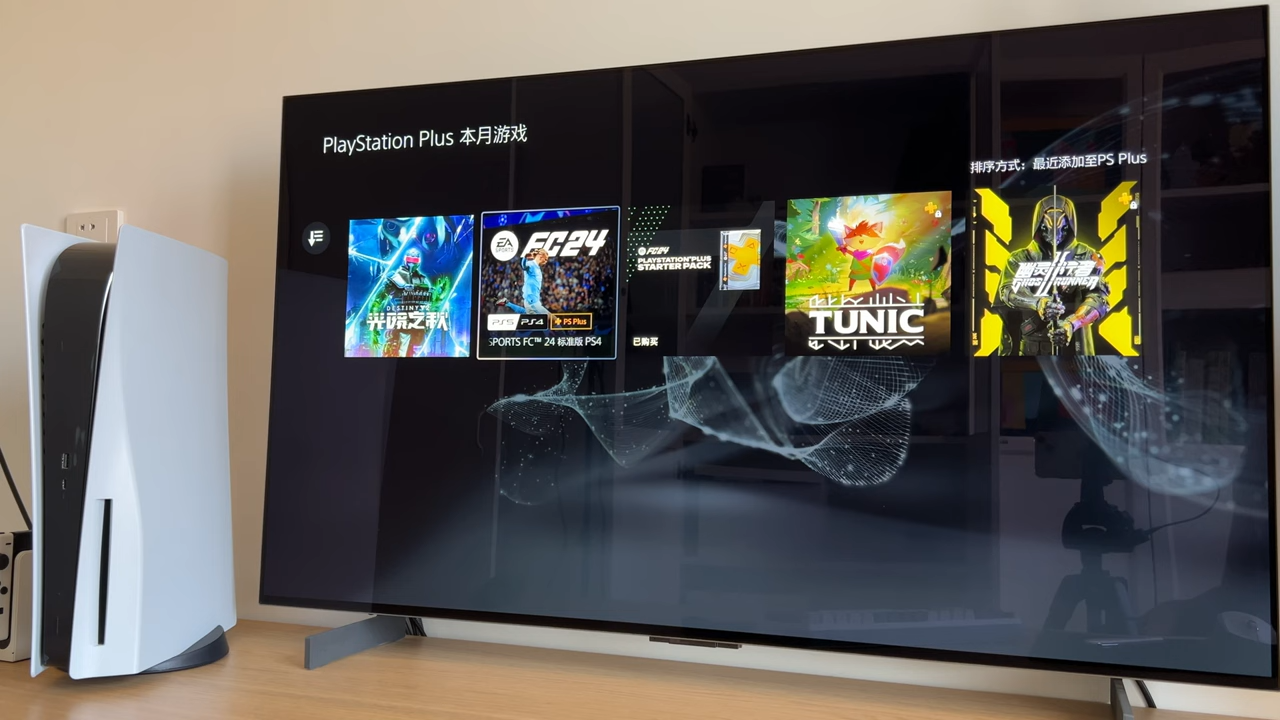 PlayStation Plus 本月游戏
排序方式：最近添加至PS Plus
DESTINY 2
光陨之秋
EA
SPORTS
FC24
PS5 PS4 PS Plus
SPORTS FC™ 24 标准版 PS4
FC24
PLAYSTATION®PLUS
STARTER PACK
已购买
TUNIC
幽灵行者
GHOSTRUNNER